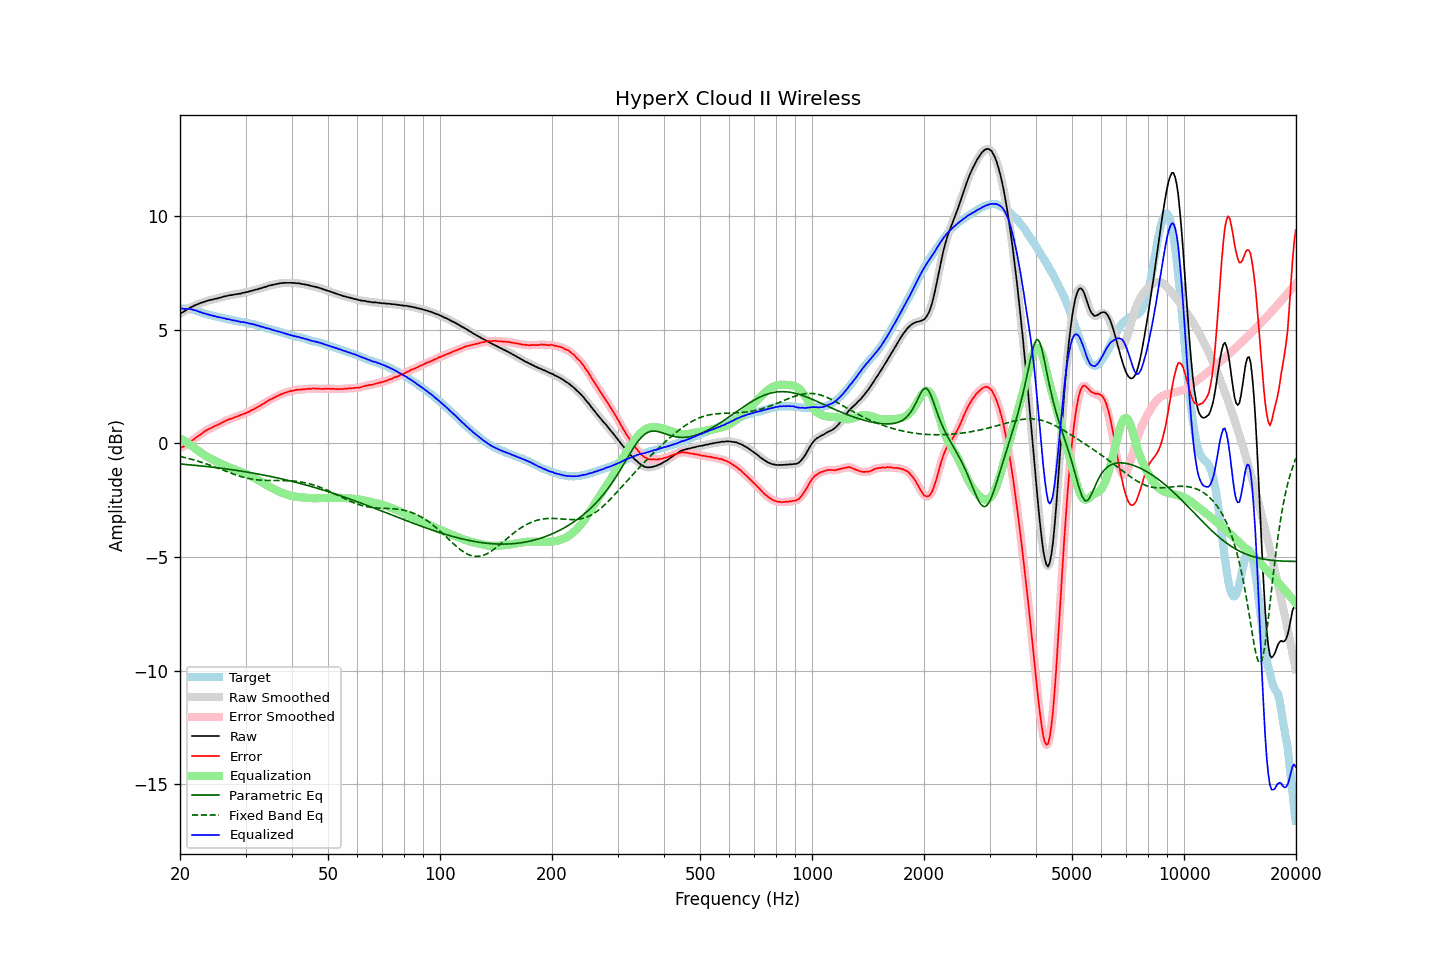 HyperX Cloud II Wireless
Amplitude (dBr)
10
5
0
−5
−10
−15
Target
Raw Smoothed
Error Smoothed
Raw
Error
Equalization
Parametric Eq
Fixed Band Eq
Equalized
20 50 100 200 500 1000 2000 5000 10000 20000
Frequency (Hz)